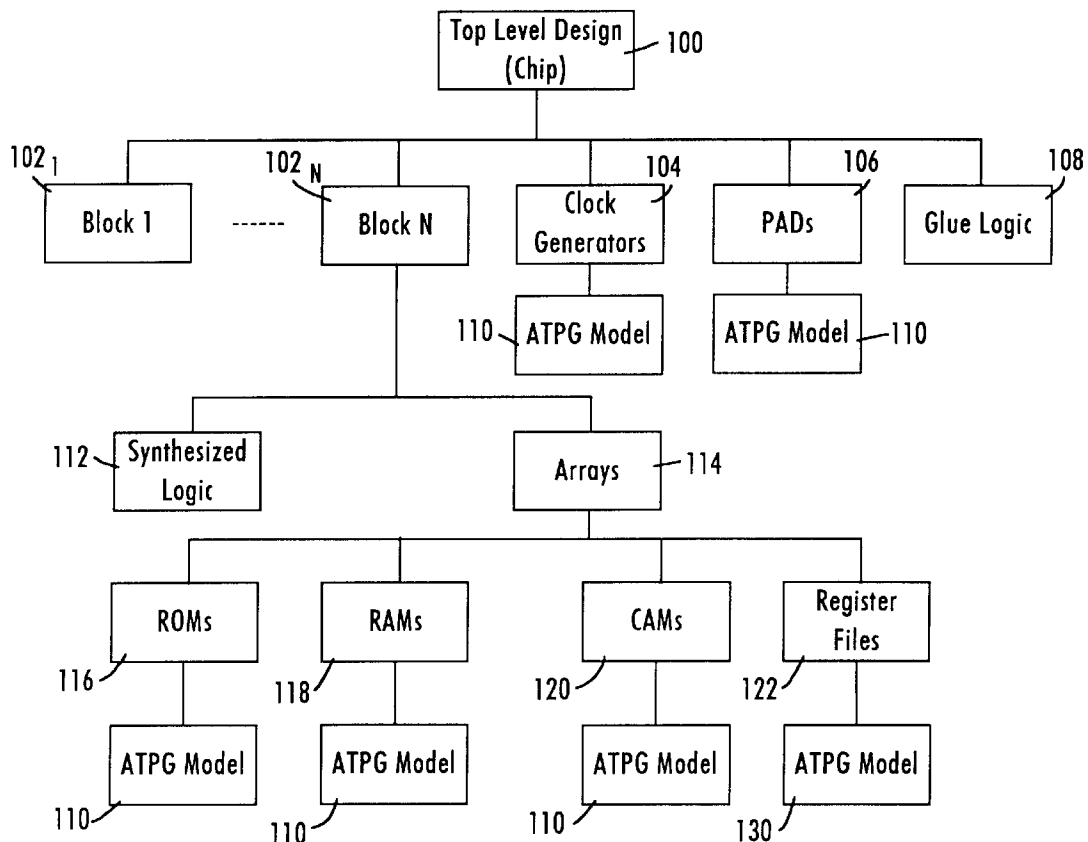 Top Level Design
(Chip)
100
102 1
102 N
104
106
108
Block 1
------
Block N
Clock
Generators
PADs
Glue Logic
110
ATPG Model
ATPG Model
110
112
Synthesized
Logic
Arrays
114
ROMs
RAMs
CAMs
Register
Files
116
118
120
122
ATPG Model
ATPG Model
ATPG Model
ATPG Model
110
110
110
130